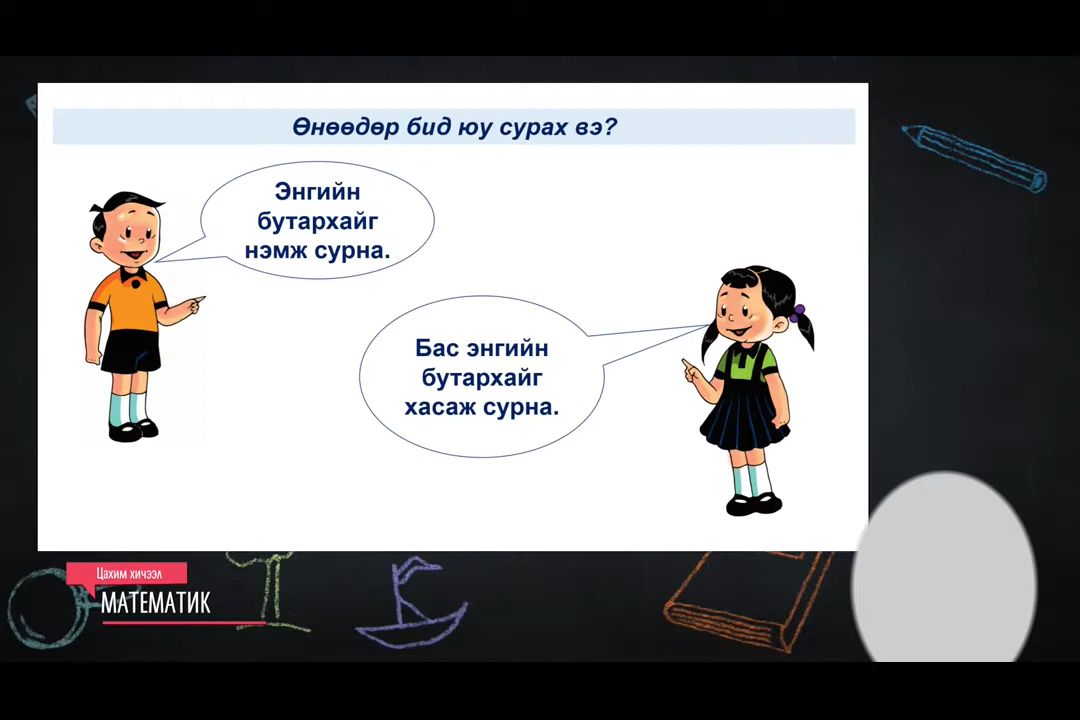 Өнөөдөр бид юу сурах вэ?
Энгийн
бутархайг
нэмж сурна.
Бас энгийн
бутархайг
хасаж сурна.
Цахим хичээл
МАТЕМАТИК